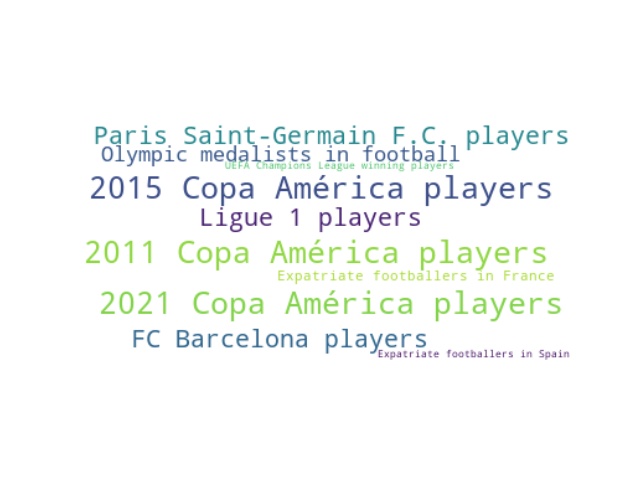 Paris Saint-Germain F.C. players
Olympic medalists in football
UEFA Champions League winning players
2015 Copa América players
Ligue 1 players
2011 Copa América players
Expatriate footballers in France
2021 Copa América players
FC Barcelona players
Expatriate footballers in Spain